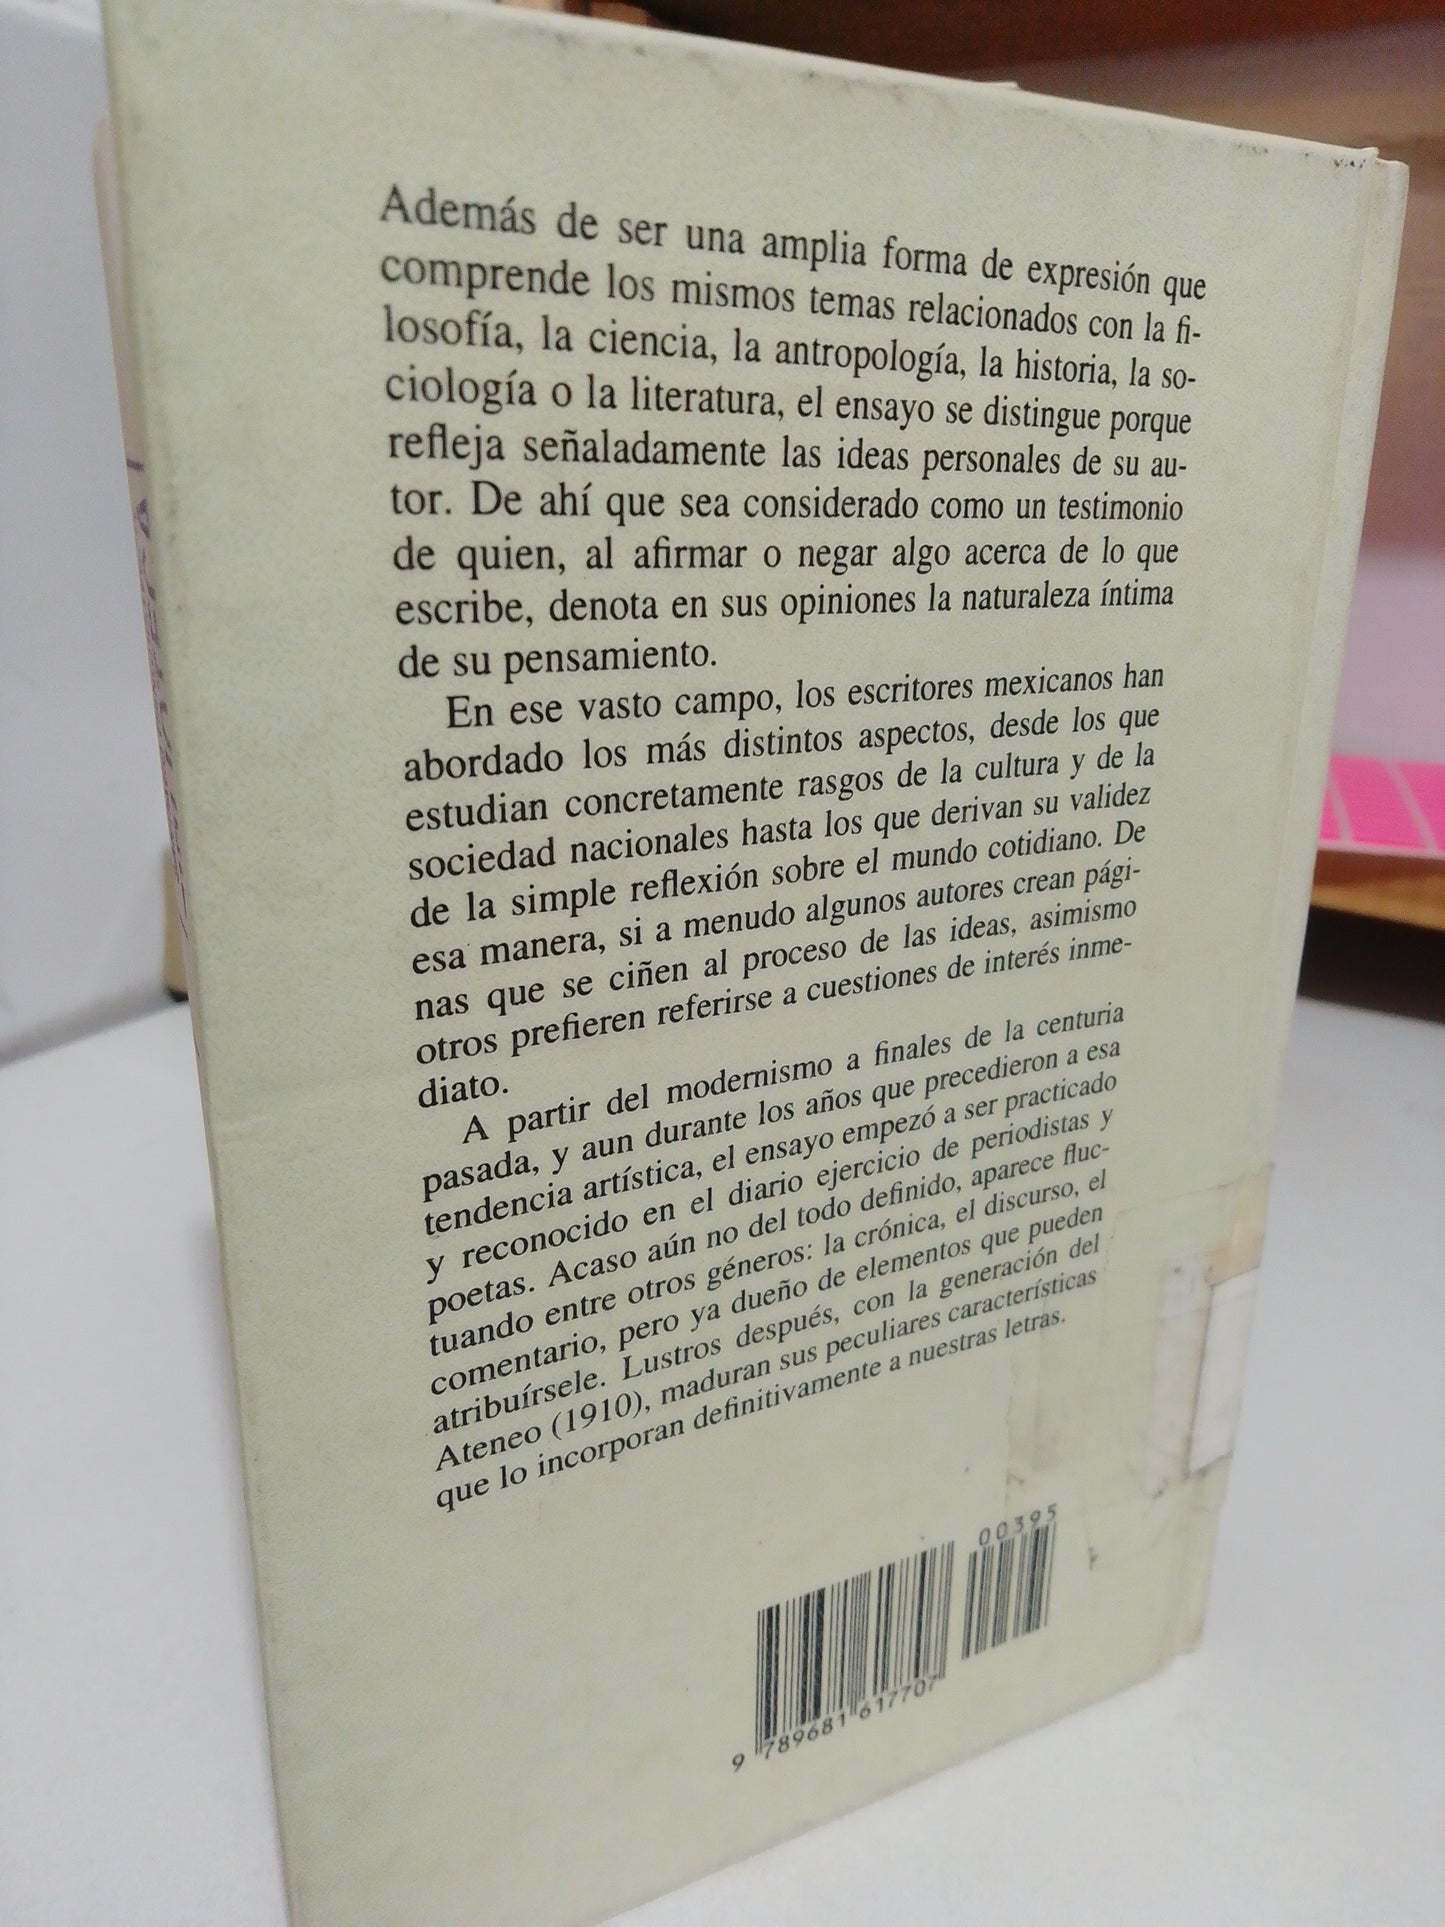 Además de ser una amplia forma de expresión que
comprende los mismos temas relacionados con la fi-
losofía, la ciencia, la antropología, la historia, la so-
ciología o la literatura, el ensayo se distingue porque
refleja señaladamente las ideas personales de su au-
tor. De ahí que sea considerado como un testimonio
de quien, al afirmar o negar algo acerca de lo que
escribe, denota en sus opiniones la naturaleza íntima
de su pensamiento.
En ese vasto campo, los escritores mexicanos han
abordado los más distintos aspectos, desde los que
estudian concretamente rasgos de la cultura y de la
sociedad nacionales hasta los que derivan su validez
de la simple reflexión sobre el mundo cotidiano. De
esa manera, si a menudo algunos autores crean pági-
nas que se ciñen al proceso de las ideas, asimismo
otros prefieren referirse a cuestiones de interés inme-
diato.
A partir del modernismo a finales de la centuria
pasada, y aun durante los años que precedieron a esa
tendencia artística, el ensayo empezó a ser practicado
y reconocido en el diario ejercicio de periodistas y
poetas. Acaso aún no del todo definido, aparece fluc-
tuando entre otros géneros: la crónica, el discurso, el
comentario, pero ya dueño de elementos que pueden
atribuírsele. Lustros después, con la generación del
Ateneo (1910), maduran sus peculiares características
que lo incorporan definitivamente a nuestras letras.
00395
9 789681 617707